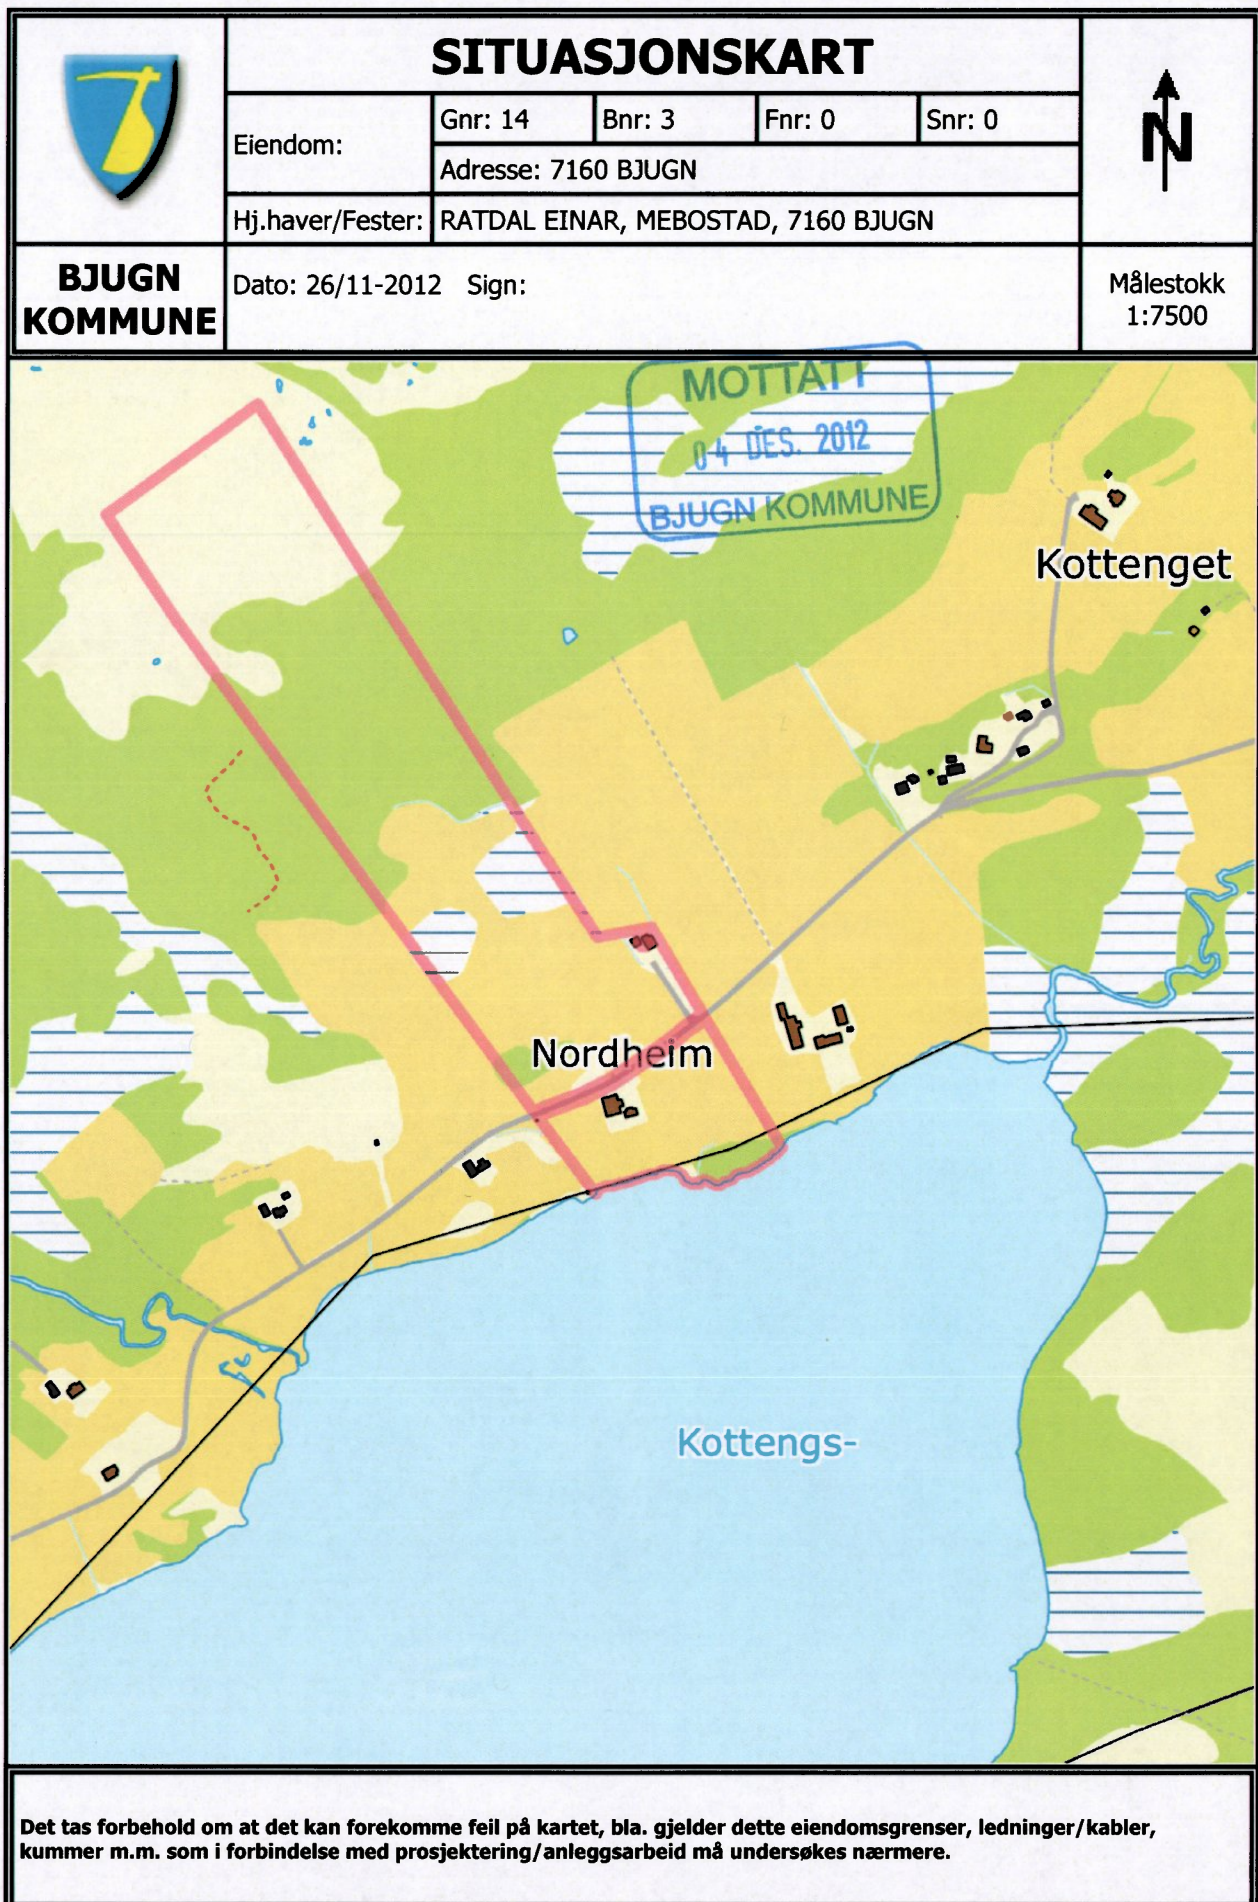 SITUASJONSKART
Eiendom:
Gnr: 14
Bnr: 3
Fnr: 0
Snr: 0
Adresse: 7160 BJUGN
Hj.haver/Fester:
RATDAL EINAR, MEBOSTAD, 7160 BJUGN
N
BJUGN
KOMMUNE
Dato: 26/11-2012 Sign:
Målestokk
1:7500
MOTTATT
04 DES. 2012
BJUGN KOMMUNE
Kottenget
Nordheim
Kottengs-
Det tas forbehold om at det kan forekomme feil på kartet, bla. gjelder dette eiendomsgrenser, ledninger/kabler,
kummer m.m. som i forbindelse med prosjektering/anleggsarbeid må undersøkes nærmere.